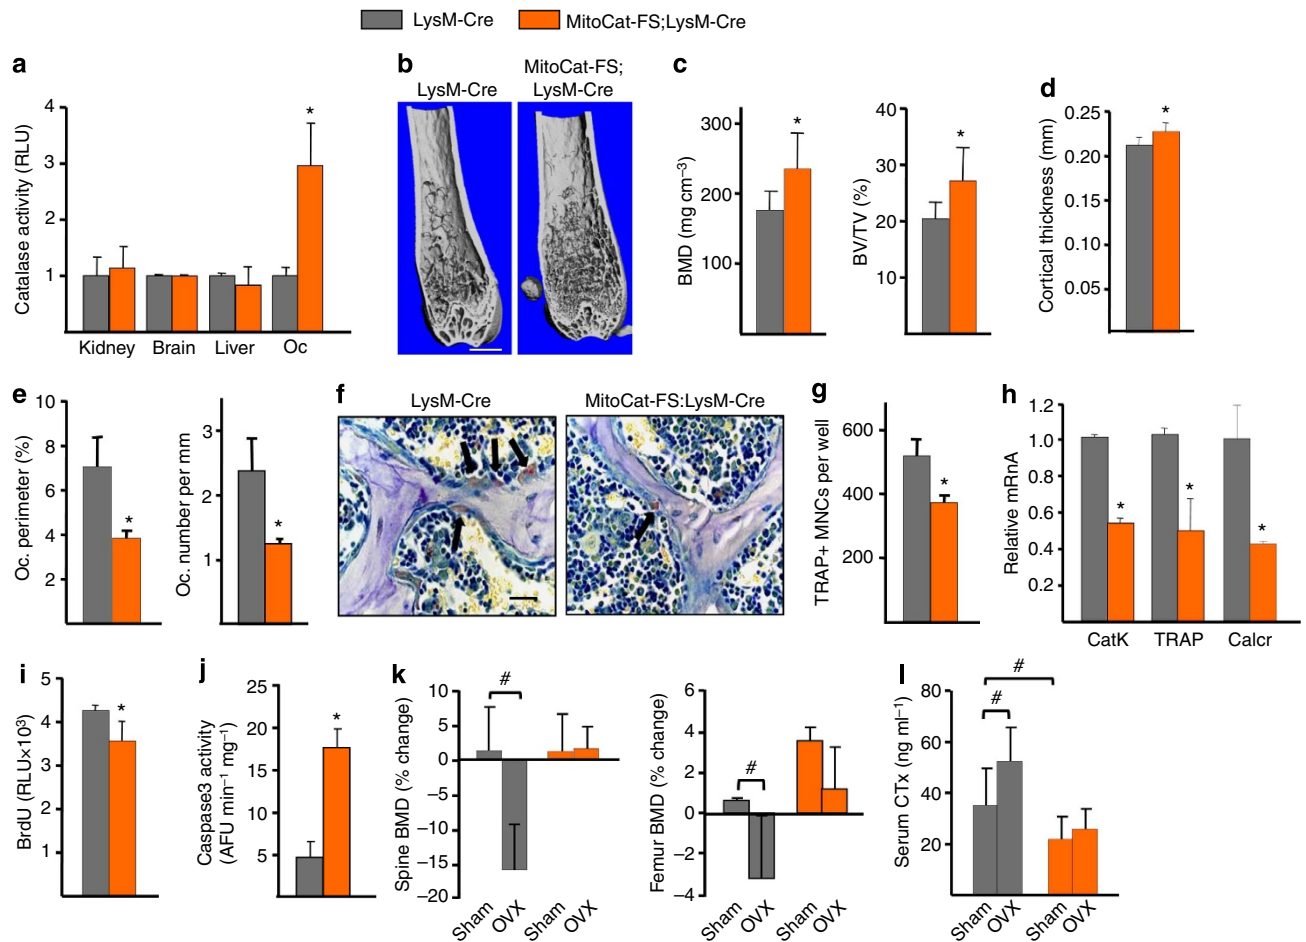 LysM-Cre MitoCat-FS;LysM-Cre
a
Catalase activity (RLU)
4
3
2
1
Kidney Brain Liver Oc
*
b
LysM-Cre
MitoCat-FS;
LysM-Cre
c
BMD (mg cm–3)
300
200
100
*
BV/TV (%)
40
30
20
10
*
d
Cortical thickness (mm)
0.25
0.20
0.15
0.10
0.05
*
e
Oc. perimeter (%)
10
8
6
4
2
*
Oc. number per mm
3
2
1
*
f
LysM-Cre
MitoCat-FS:LysM-Cre
g
TRAP+ MNCs per well
600
400
200
*
h
Relative mRnA
1.2
1.0
0.8
0.6
0.4
0.2
* * *
CatK TRAP Calcr
i
BrdU (RLU×103)
5
4
3
2
1
*
j
Caspase3 activity
(AFU min–1 mg–1)
25
20
15
10
5
*
k
Spine BMD (% change)
10
5
0
–5
–10
–15
–20
#
Sham OVX Sham OVX
Femur BMD (% change)
6
4
2
0
–2
–4
#
Sham OVX Sham OVX
l
Serum CTx (ng ml–1)
80
60
40
20
#
#
Sham OVX Sham OVX